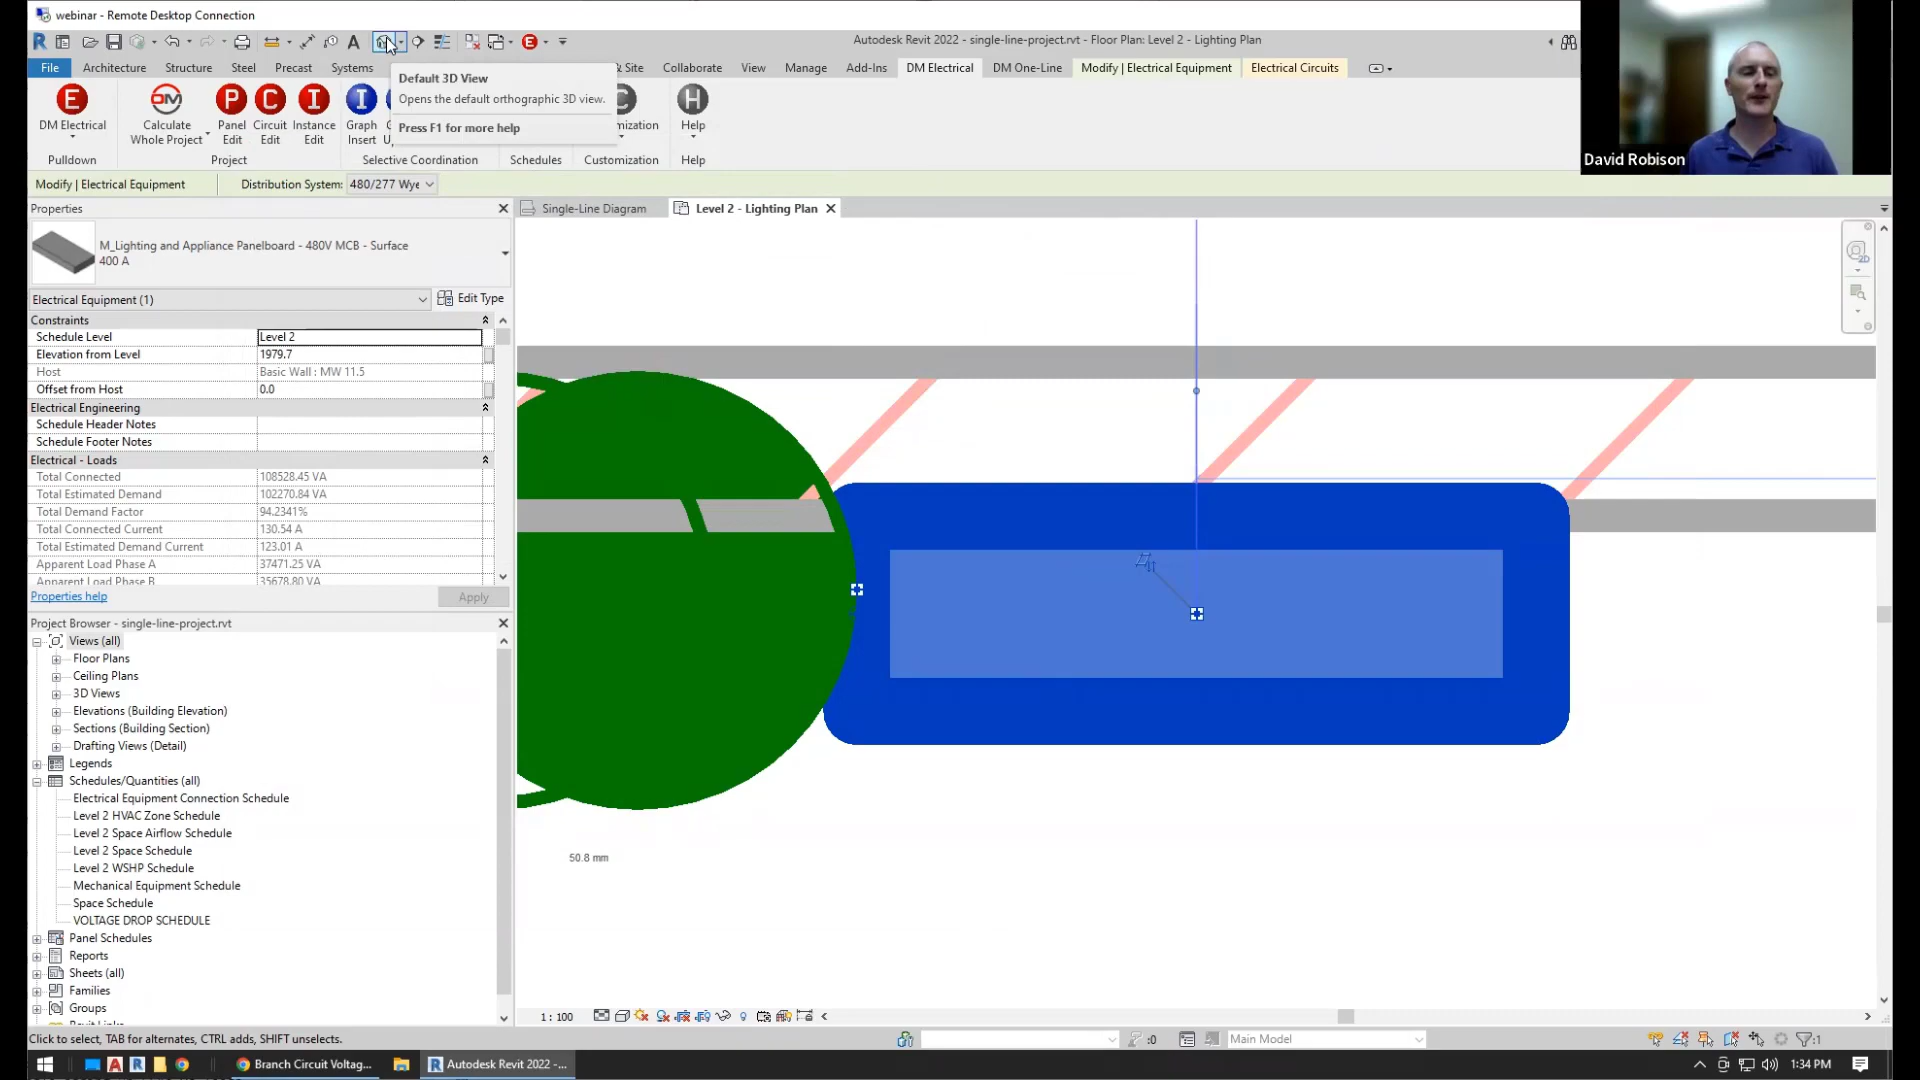 webinar - Remote Desktop Connection
Autodesk Revit 2022 - single-line-project.rvt - Floor Plan: Level 2 - Lighting Plan
File Architecture Structure Steel Precast Systems & Site Collaborate View Manage Add-Ins DM Electrical DM One-Line Modify | Electrical Equipment Electrical Circuits
Default 3D View
Opens the default orthographic 3D view.
Press F1 for more help
DM Electrical
Calculate Whole Project
Panel Edit
Circuit Edit
Instance Edit
Graph Insert
Help
Pulldown Project Selective Coordination Schedules Customization Help
David Robison
Modify | Electrical Equipment Distribution System: 480/277 Wye
Properties
Single-Line Diagram Level 2 - Lighting Plan
M_Lighting and Appliance Panelboard - 480V MCB - Surface
400 A
Electrical Equipment (1) Edit Type
Constraints
Schedule Level Level 2
Elevation from Level 1979.7
Host Basic Wall : MW 11.5
Offset from Host 0.0
Electrical Engineering
Schedule Header Notes
Schedule Footer Notes
Electrical - Loads
Total Connected 108528.45 VA
Total Estimated Demand 102270.84 VA
Total Demand Factor 94.2341%
Total Connected Current 130.54 A
Total Estimated Demand Current 123.01 A
Apparent Load Phase A 37471.25 VA
Apparent Load Phase B 35678.80 VA
Properties help Apply
Project Browser - single-line-project.rvt
Views (all)
Floor Plans
Ceiling Plans
3D Views
Elevations (Building Elevation)
Sections (Building Section)
Drafting Views (Detail)
Legends
Schedules/Quantities (all)
Electrical Equipment Connection Schedule
Level 2 HVAC Zone Schedule
Level 2 Space Airflow Schedule
Level 2 Space Schedule
Level 2 WSHP Schedule
Mechanical Equipment Schedule
Space Schedule
VOLTAGE DROP SCHEDULE
Panel Schedules
Reports
Sheets (all)
Families
Groups
50.8 mm
1 : 100
Click to select, TAB for alternates, CTRL adds, SHIFT unselects.
:0 Main Model :1
Branch Circuit Voltag... Autodesk Revit 2022 -... 1:34 PM